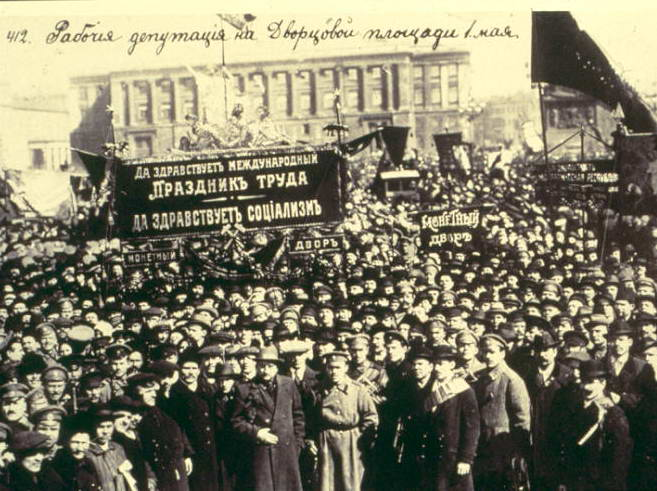 412. Рабочія депутація на Дворцовой площади 1. мая.
ДА ЗДРАВСТВУЕТЪ МЕЖДУНАРОДНЫЙ
ПРАЗДНИКЪ ТРУДА
ДА ЗДРАВСТВУЕТЪ СОЦІАЛИЗМЪ
МОНЕТНЫЙ ДВОРЪ
МОНЕТНЫЙ
ДВОРЪ
РЕСПУБЛИКА